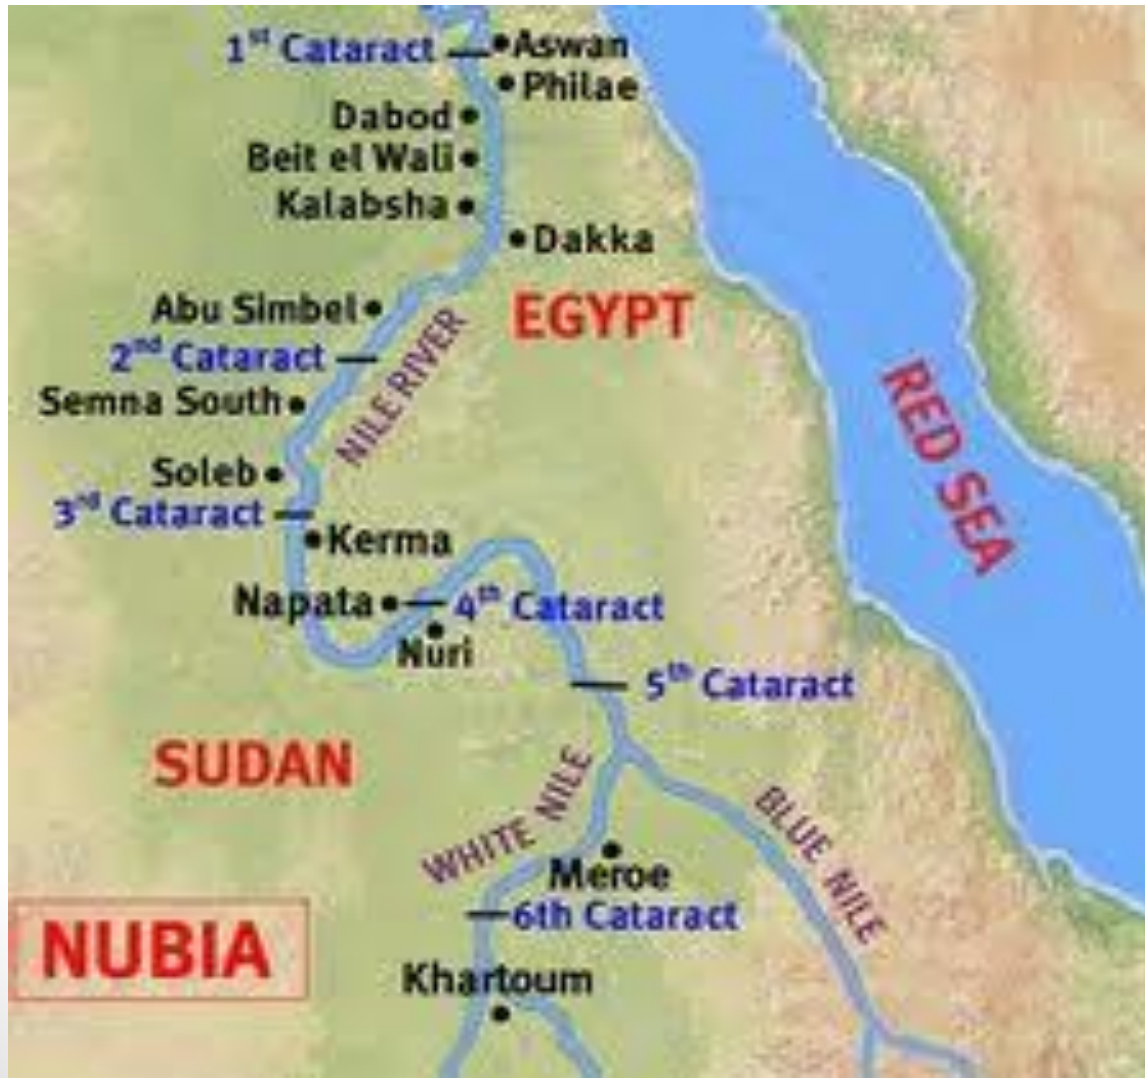 1st Cataract
Aswan
Philae
Dabod
Beit el Wali
Kalabsha
Dakka
Abu Simbel
EGYPT
2nd Cataract
NILE RIVER
RED SEA
Semna South
Soleb
3rd Cataract
Kerma
Napata
4th Cataract
Nuri
5th Cataract
SUDAN
WHITE NILE
BLUE NILE
Meroe
6th Cataract
NUBIA
Khartoum